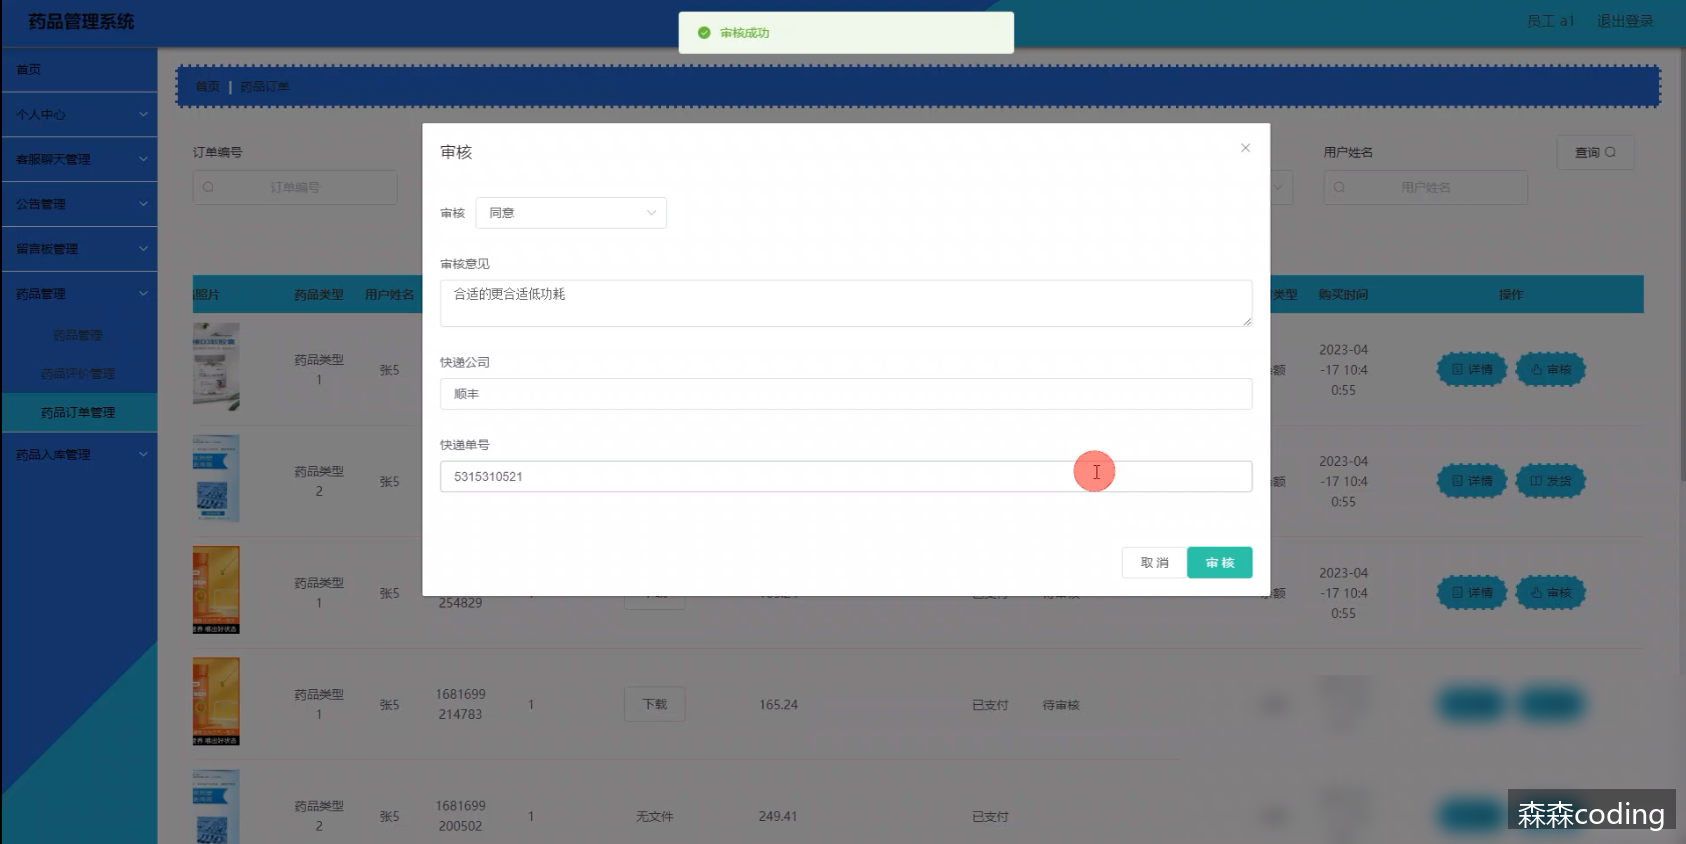 药品管理系统
审核成功
员工 a1
退出登录
首页
个人中心
客服聊天管理
公告管理
留言板管理
药品管理
药品管理
药品评价管理
药品订单管理
药品入库管理
首页
药品订单
订单编号
订单编号
用户姓名
用户姓名
查询
照片
药品类型
用户姓名
类型
购买时间
操作
审核
审核
同意
审核意见
合适的更合适低功耗
快递公司
顺丰
快递单号
5315310521
取消
审核
药品类型
1
张5
额
2023-04
-17 10:4
0:55
详情
审核
药品类型
2
张5
额
2023-04
-17 10:4
0:55
详情
发货
药品类型
1
张5
254829
额
2023-04
-17 10:4
0:55
详情
审核
药品类型
1
张5
1681699
214783
1
下载
165.24
已支付
待审核
药品类型
2
张5
1681699
200502
1
无文件
249.41
已支付
森森coding